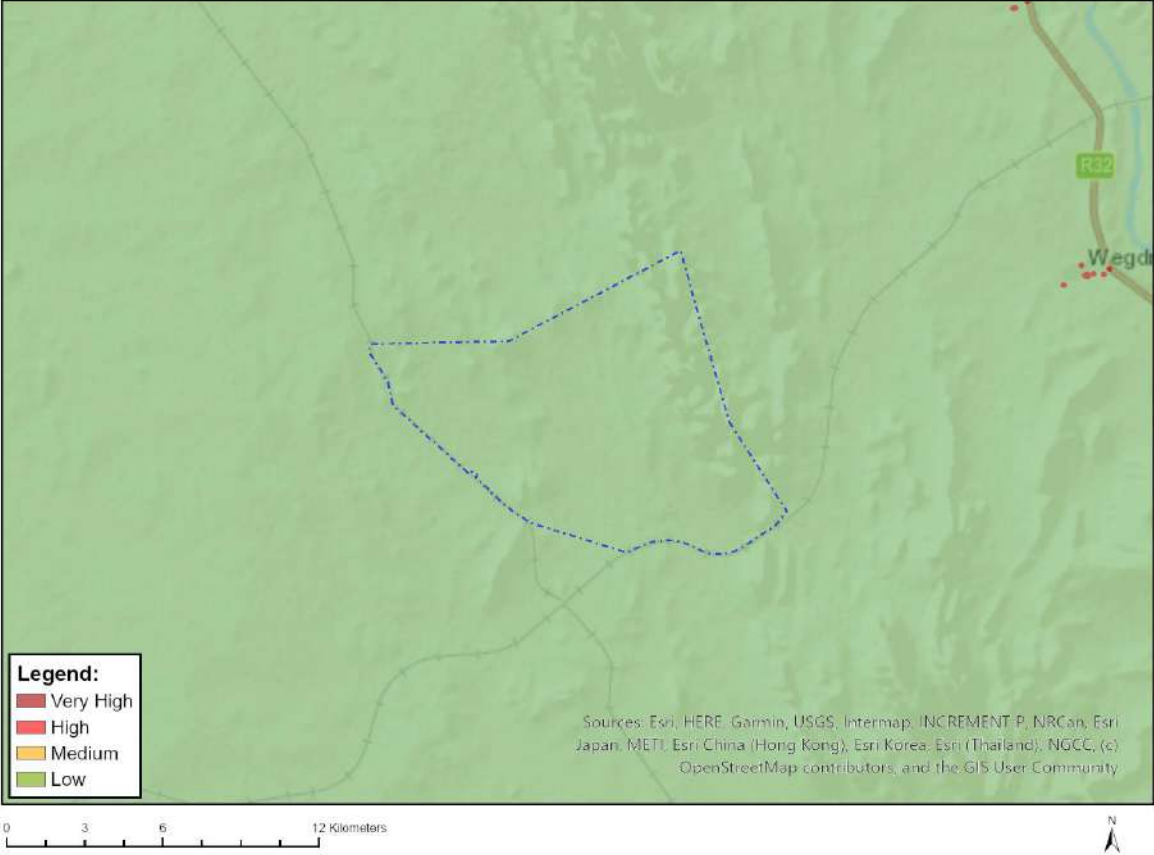 R32
Wegdr
Legend:
Very High
High
Medium
Low
Sources: Esri, HERE, Garmin, USGS, Intermap, INCREMENT P, NRCan, Esri
Japan, METI, Esri China (Hong Kong), Esri Korea, Esri (Thailand), NGCC, (c)
OpenStreetMap contributors, and the GIS User Community
0 3 6 12 Kilometers
N